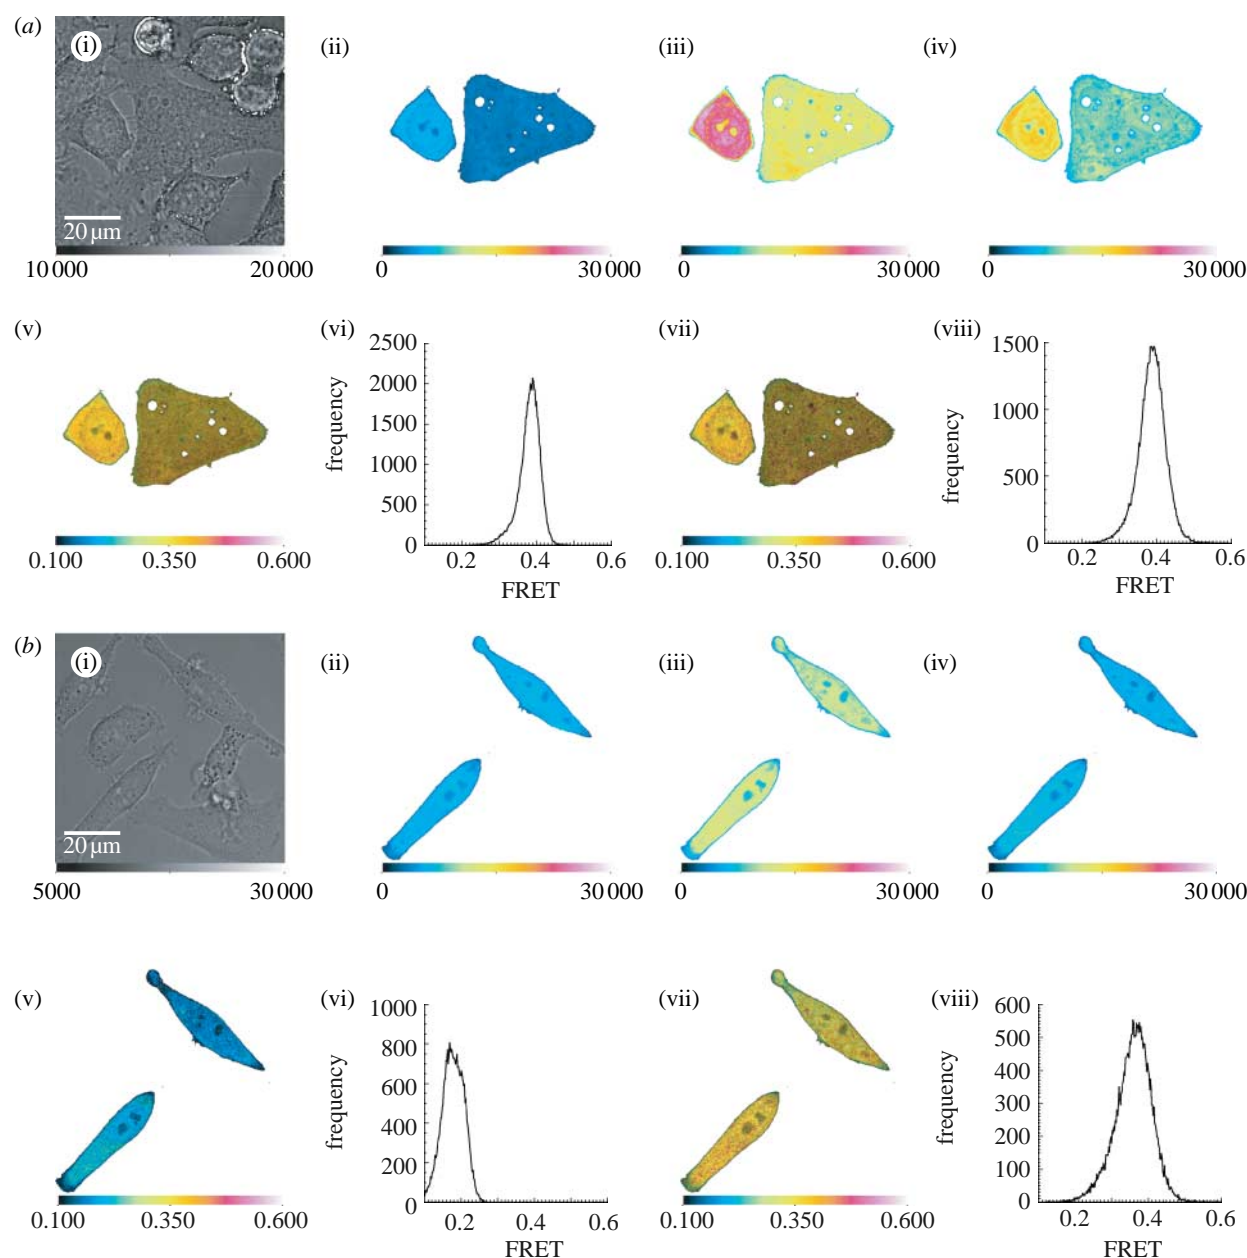 (a)
(i)
(ii)
(iii)
(iv)
20 µm
10 000 20 000
0 30 000
0 30 000
0 30 000
(v)
(vi)
(vii)
(viii)
2500
2000
1500
1000
500
0
frequency
0.2 0.4 0.6
FRET
1500
1000
500
0
frequency
0.2 0.4 0.6
FRET
0.100 0.350 0.600
0.100 0.350 0.600
(b)
(i)
(ii)
(iii)
(iv)
20 µm
5000 30 000
0 30 000
0 30 000
0 30 000
(v)
(vi)
(vii)
(viii)
1000
800
600
400
200
0
frequency
0.2 0.4 0.6
FRET
600
500
400
300
200
100
0
frequency
0.2 0.4 0.6
FRET
0.100 0.350 0.600
0.100 0.350 0.600